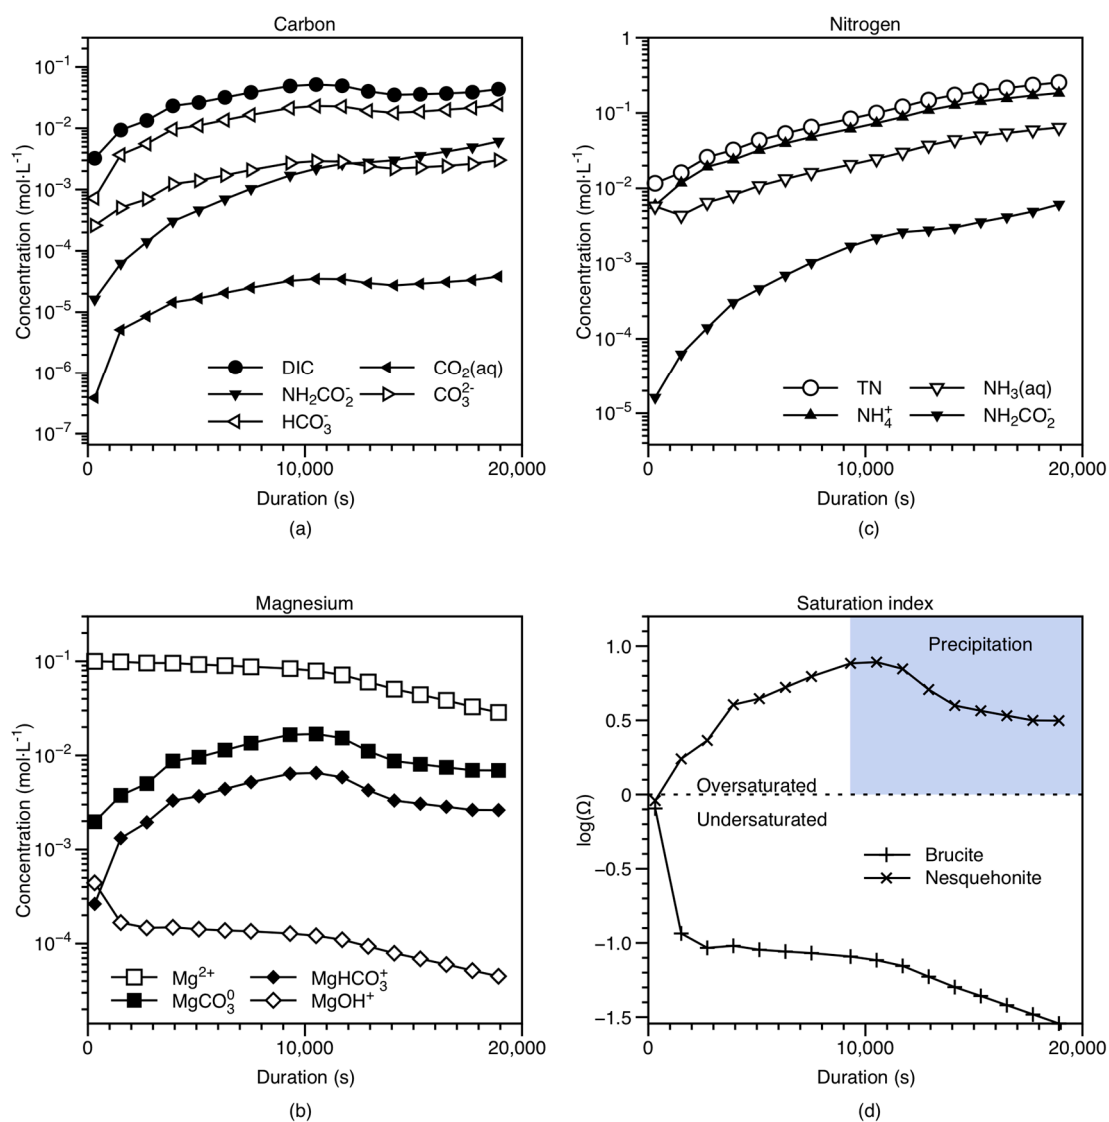 Carbon
Concentration (mol·L⁻¹)
10⁻¹
10⁻²
10⁻³
10⁻⁴
10⁻⁵
10⁻⁶
10⁻⁷
DIC
NH₂CO₂⁻
HCO₃⁻
CO₂(aq)
CO₃²⁻
0
10,000
20,000
Duration (s)
(a)
Nitrogen
Concentration (mol·L⁻¹)
1
10⁻¹
10⁻²
10⁻³
10⁻⁴
10⁻⁵
TN
NH₄⁺
NH₃(aq)
NH₂CO₂⁻
0
10,000
20,000
Duration (s)
(c)
Magnesium
Concentration (mol·L⁻¹)
10⁻¹
10⁻²
10⁻³
10⁻⁴
Mg²⁺
MgCO₃⁰
MgHCO₃⁺
MgOH⁺
0
10,000
20,000
Duration (s)
(b)
Saturation index
log(Ω)
1.0
0.5
0
−0.5
−1.0
−1.5
Precipitation
Oversaturated
Undersaturated
Brucite
Nesquehonite
0
10,000
20,000
Duration (s)
(d)